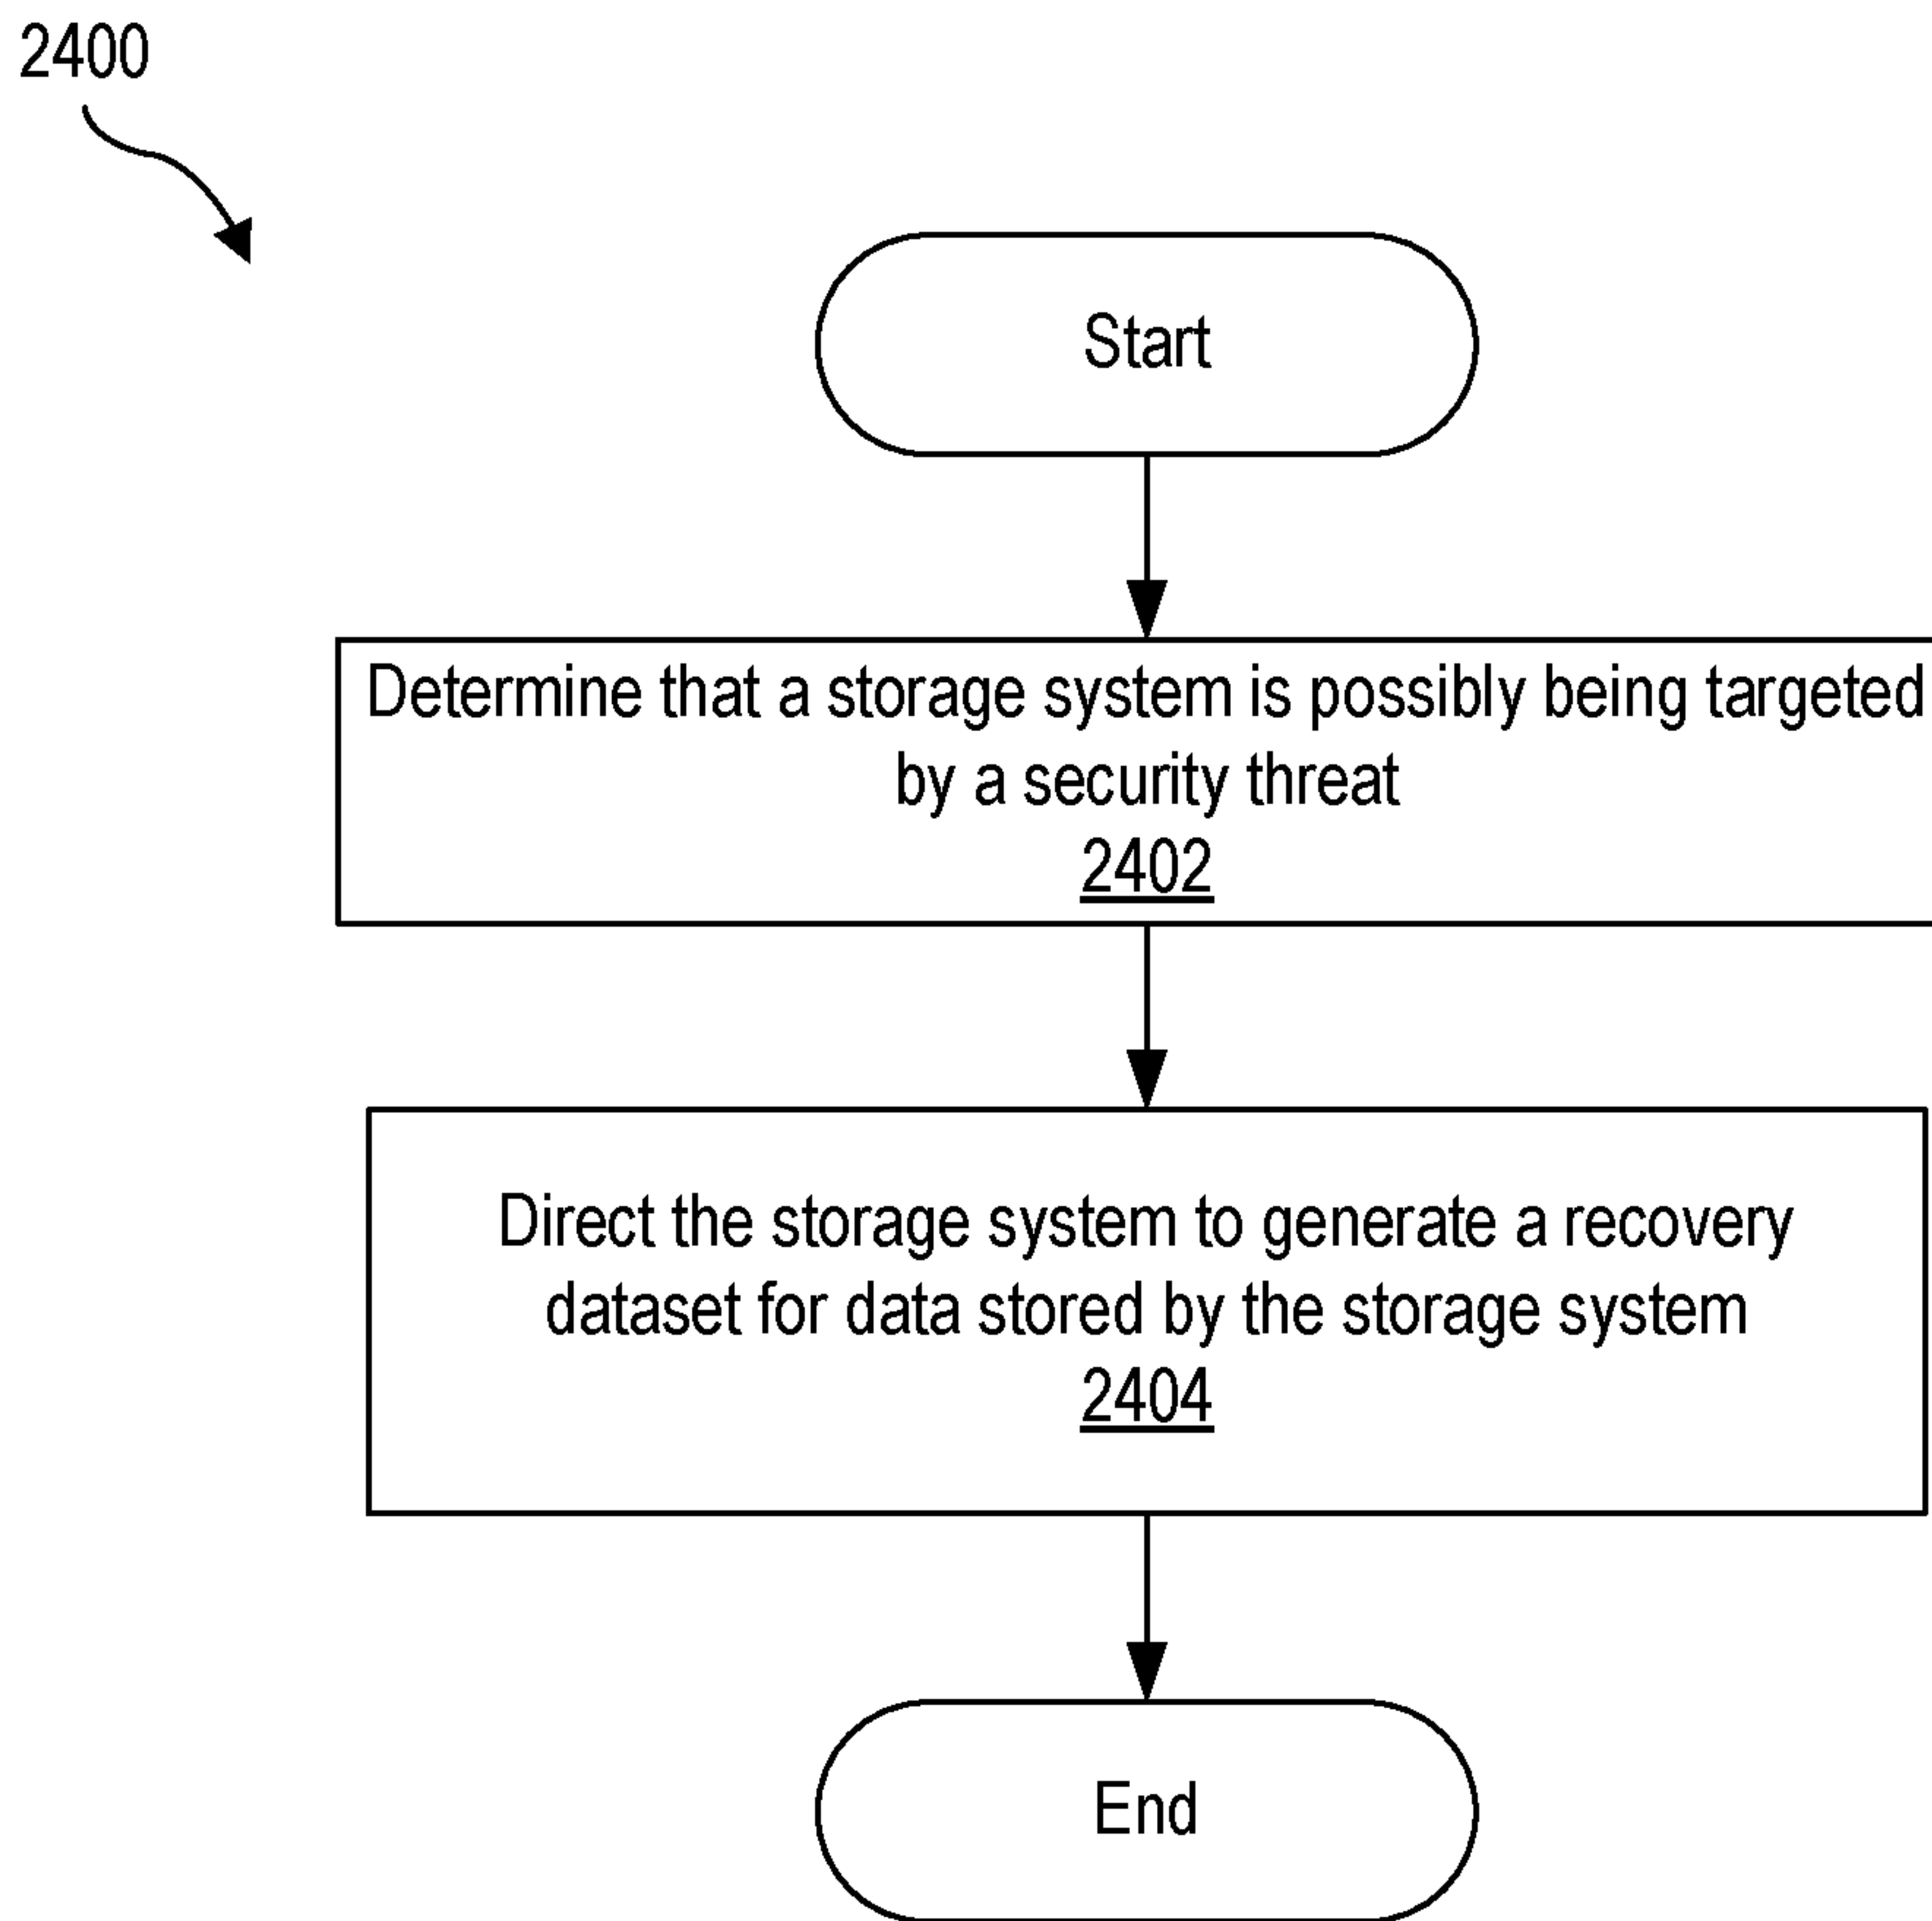 2400
Start
Determine that a storage system is possibly being targeted
by a security threat
2402
Direct the storage system to generate a recovery
dataset for data stored by the storage system
2404
End